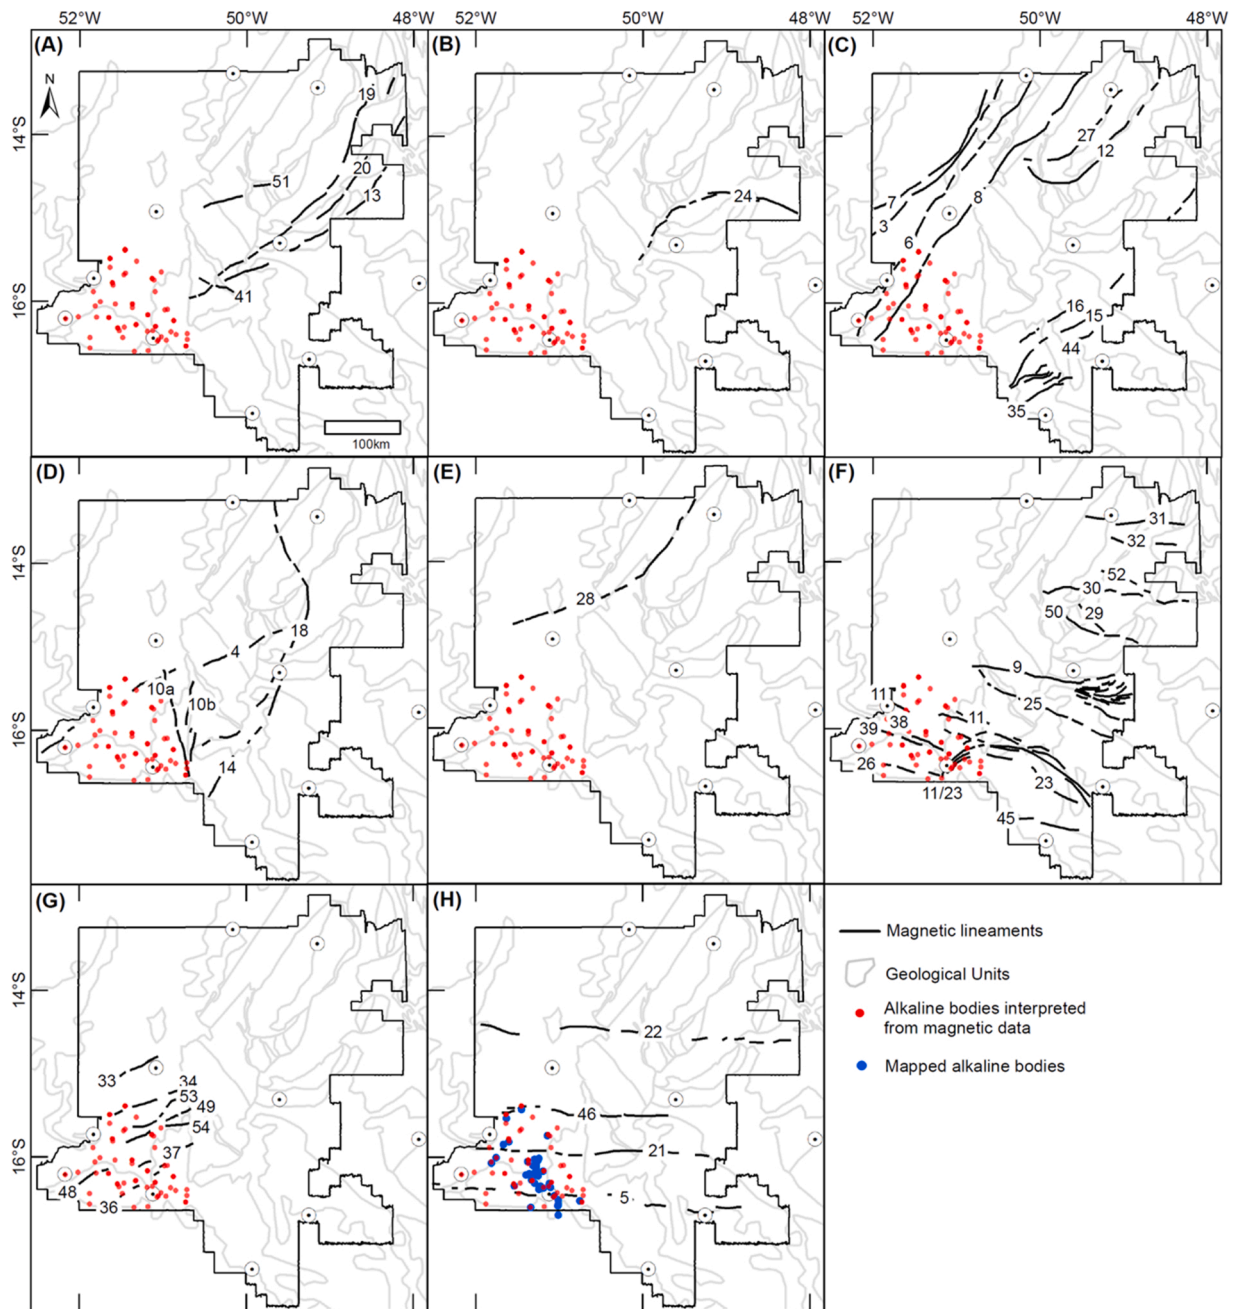 52°W 50°W 48°W 52°W 50°W 48°W 52°W 50°W 48°W
(A) (B) (C)
N
19
14°S
20
51
13
41
16°S
100km
24
27
12
7
8
3
6
16
15
44
35
(D) (E) (F)
14°S
18
4
10a
10b
16°S
14
28
31
32
52
30
50
29
9
11
25
38
11
39
26
23
11/23
45
(G) (H)
14°S
33
34
53
49
54
37
16°S
48
36
22
46
21
5
Magnetic lineaments
Geological Units
Alkaline bodies interpreted
from magnetic data
Mapped alkaline bodies